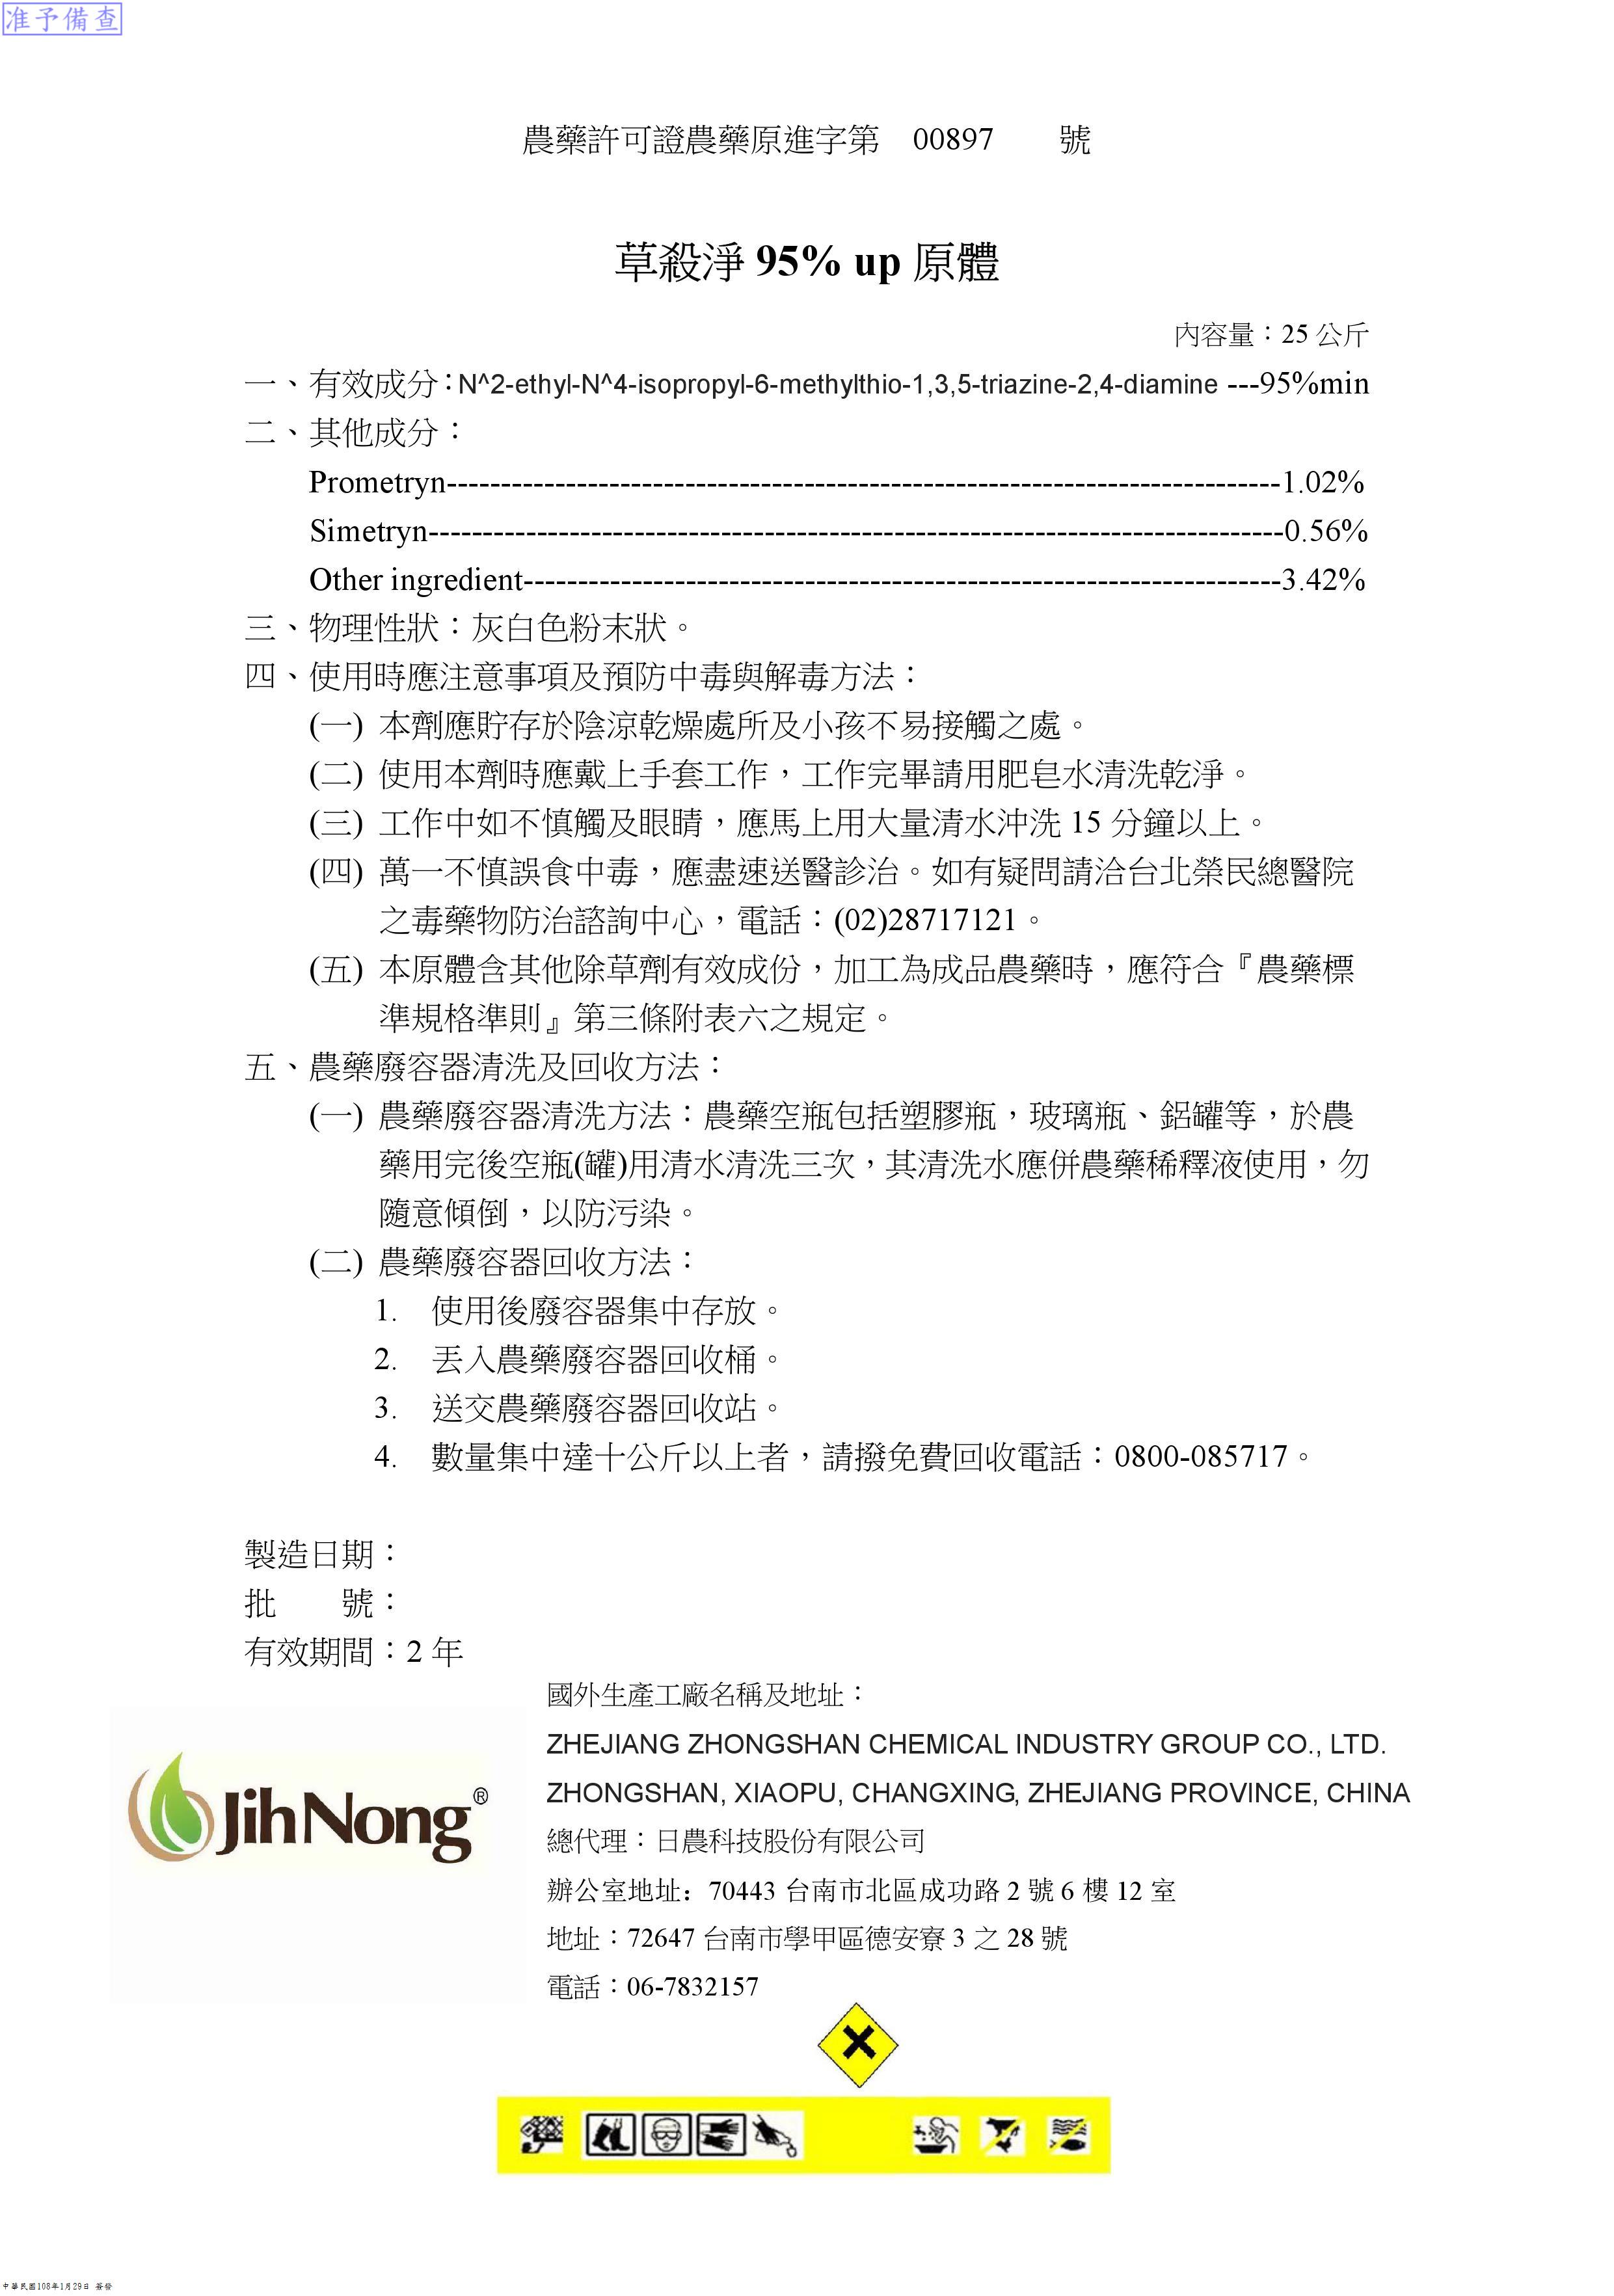 准予備查
農藥許可證農藥原進字第 00897 號
草殺淨 95% up 原體
內容量：25 公斤
一、有效成分：N^2-ethyl-N^4-isopropyl-6-methylthio-1,3,5-triazine-2,4-diamine ---95%min
二、其他成分：
Prometryn-----------------------------------------------------------------------------1.02%
Simetryn-------------------------------------------------------------------------------0.56%
Other ingredient----------------------------------------------------------------------3.42%
三、物理性狀：灰白色粉末狀。
四、使用時應注意事項及預防中毒與解毒方法：
(一) 本劑應貯存於陰涼乾燥處所及小孩不易接觸之處。
(二) 使用本劑時應戴上手套工作，工作完畢請用肥皂水清洗乾淨。
(三) 工作中如不慎觸及眼睛，應馬上用大量清水沖洗 15 分鐘以上。
(四) 萬一不慎誤食中毒，應盡速送醫診治。如有疑問請洽台北榮民總醫院
之毒藥物防治諮詢中心，電話：(02)28717121。
(五) 本原體含其他除草劑有效成份，加工為成品農藥時，應符合『農藥標
準規格準則』第三條附表六之規定。
五、農藥廢容器清洗及回收方法：
(一) 農藥廢容器清洗方法：農藥空瓶包括塑膠瓶，玻璃瓶、鋁罐等，於農
藥用完後空瓶(罐)用清水清洗三次，其清洗水應併農藥稀釋液使用，勿
隨意傾倒，以防污染。
(二) 農藥廢容器回收方法：
1. 使用後廢容器集中存放。
2. 丟入農藥廢容器回收桶。
3. 送交農藥廢容器回收站。
4. 數量集中達十公斤以上者，請撥免費回收電話：0800-085717。
製造日期：
批　　號：
有效期間：2 年
國外生產工廠名稱及地址：
ZHEJIANG ZHONGSHAN CHEMICAL INDUSTRY GROUP CO., LTD.
ZHONGSHAN, XIAOPU, CHANGXING, ZHEJIANG PROVINCE, CHINA
JihNong®
總代理：日農科技股份有限公司
辦公室地址：70443 台南市北區成功路 2 號 6 樓 12 室
地址：72647 台南市學甲區德安寮 3 之 28 號
電話：06-7832157
中華民國108年1月29日 簽發